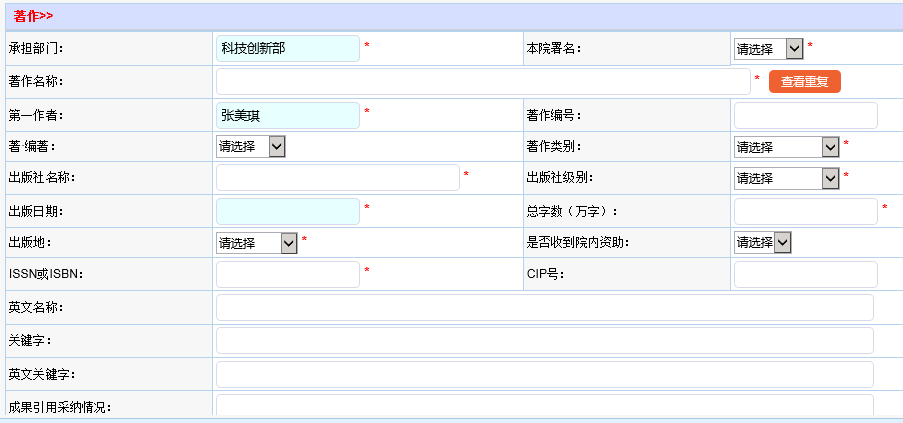 著作>>
承担部门： 科技创新部 * 本院署名： 请选择 *
著作名称： * 查看重复
第一作者： 张美琪 * 著作编号：
著·编著： 请选择 著作类别： 请选择 *
出版社名称： * 出版社级别： 请选择 *
出版日期： * 总字数（万字）： *
出版地： 请选择 * 是否收到院内资助： 请选择
ISSN或ISBN： * CIP号：
英文名称：
关键字：
英文关键字：
成果引用采纳情况：